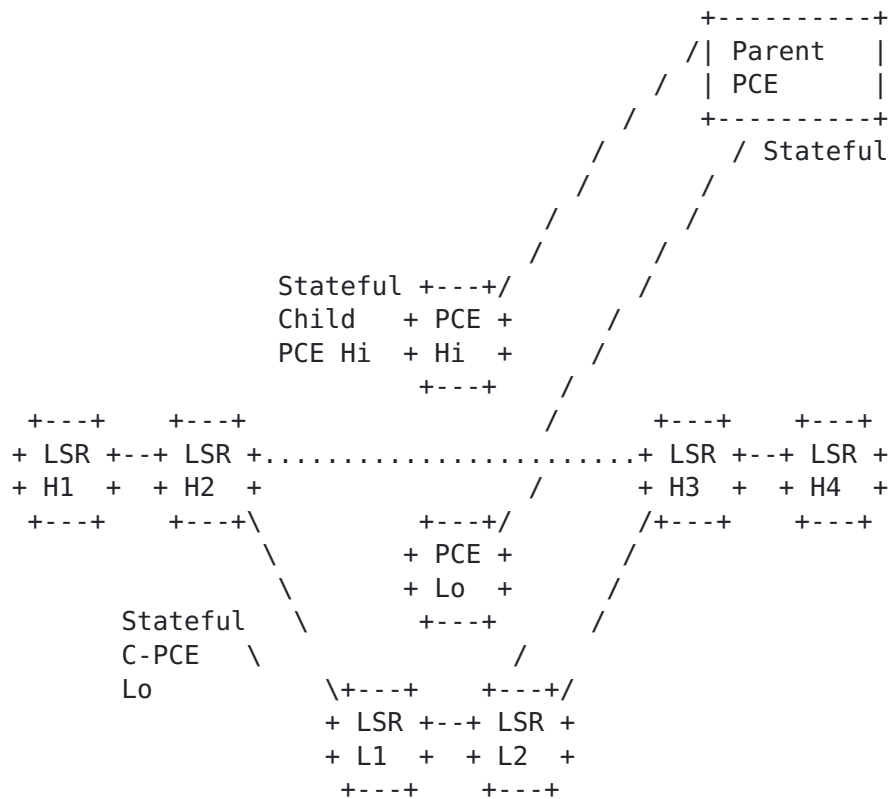 +----------+
                                           /| Parent   |
                                         /  | PCE      |
                                       /    +----------+
                                     /        / Stateful
                                    /       /
                                  /        /
                                 /       /
                 Stateful +---+/        /
                 Child   + PCE +      /
                 PCE Hi  + Hi  +     /
                          +---+    /
 +---+    +---+                   /      +---+    +---+
+ LSR +--+ LSR +........................+ LSR +--+ LSR +
+ H1  +  + H2  +                 /      + H3  +  + H4  +
 +---+    +---+\          +---+/        /+---+    +---+
                \        + PCE +       /
                 \       + Lo  +      /
       Stateful   \       +---+      /
       C-PCE   \                /
       Lo           \+---+    +---+/
                    + LSR +--+ LSR +
                    + L1  +  + L2  +
                     +---+    +---+